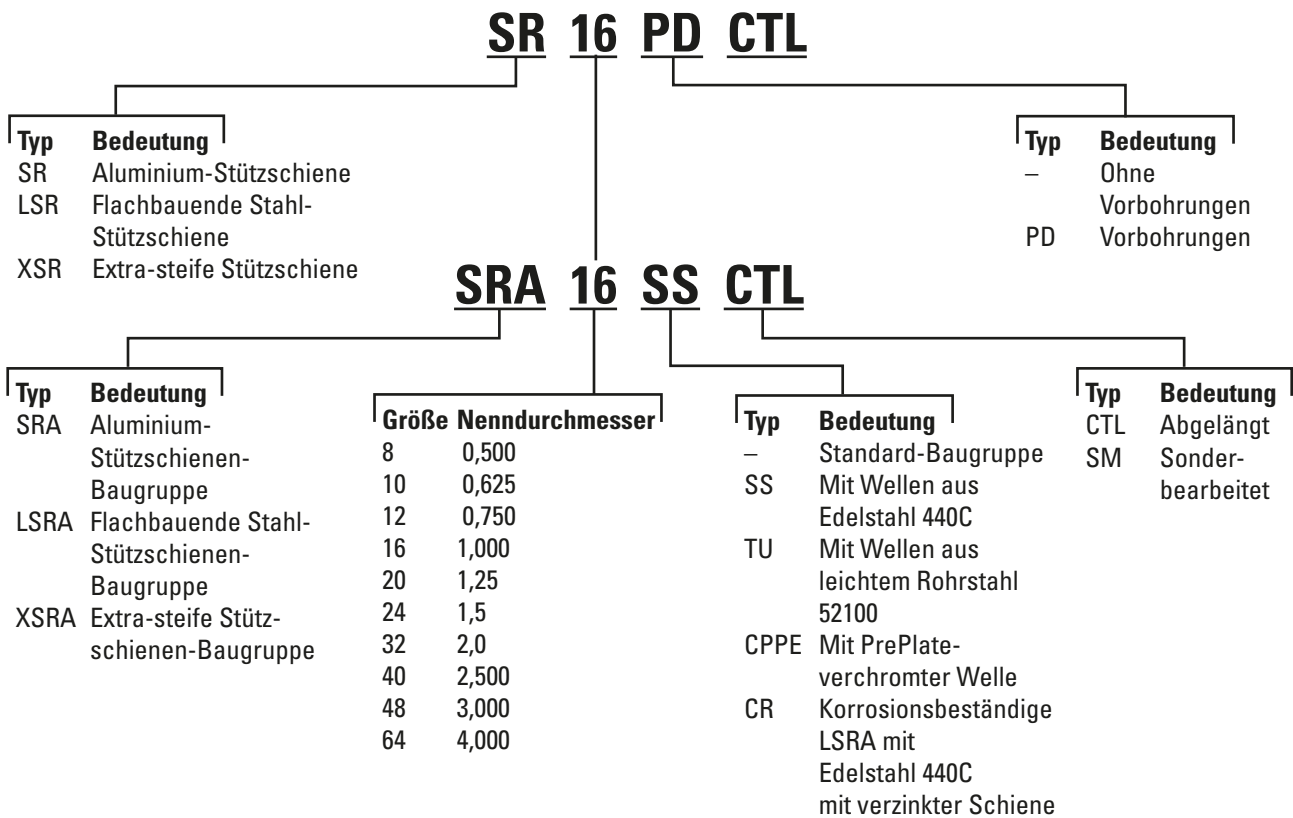 SR 16 PD CTL
Typ Bedeutung
SR Aluminium-Stützschiene
LSR Flachbauende Stahl-
Stützschiene
XSR Extra-steife Stützschiene
Typ Bedeutung
– Ohne
Vorbohrungen
PD Vorbohrungen
SRA 16 SS CTL
Typ Bedeutung
SRA Aluminium-
Stützschienen-
Baugruppe
LSRA Flachbauende Stahl-
Stützschienen-
Baugruppe
XSRA Extra-steife Stütz-
schienen-Baugruppe
Größe Nenndurchmesser
8 0,500
10 0,625
12 0,750
16 1,000
20 1,25
24 1,5
32 2,0
40 2,500
48 3,000
64 4,000
Typ Bedeutung
– Standard-Baugruppe
SS Mit Wellen aus
Edelstahl 440C
TU Mit Wellen aus
leichtem Rohrstahl
52100
CPPE Mit PrePlate-
verchromter Welle
CR Korrosionsbeständige
LSRA mit
Edelstahl 440C
mit verzinkter Schiene
Typ Bedeutung
CTL Abgelängt
SM Sonder-
bearbeitet